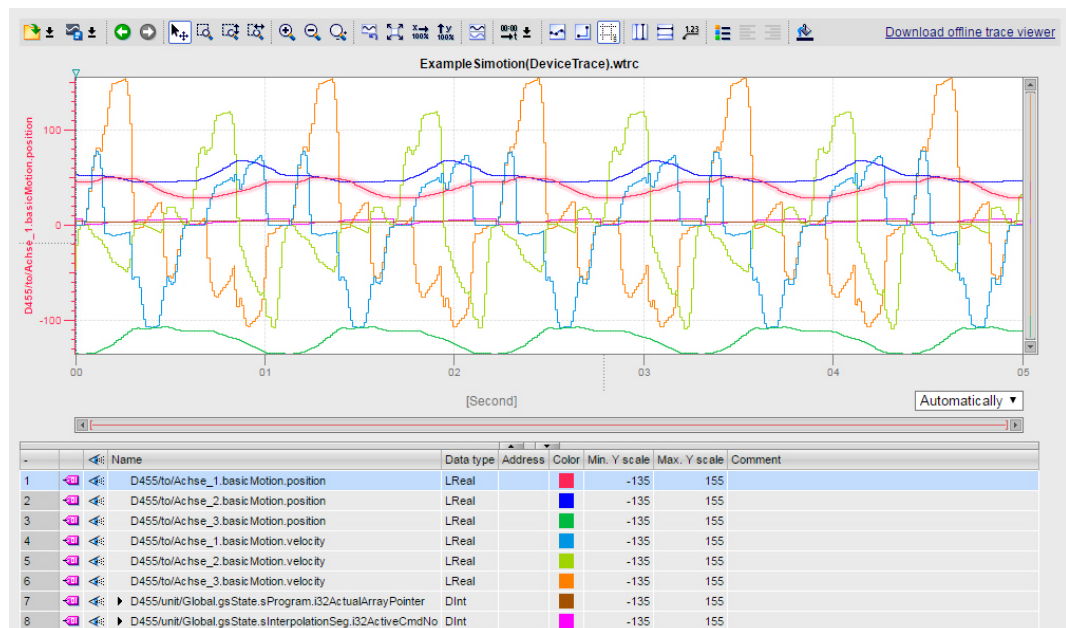 Download offline trace viewer
ExampleSimotion(DeviceTrace).wtrc
D455/to/Achse_1.basicMotion.position
100
0
-100
00 01 02 03 04 05
[Second]
Automatically
- Name Data type Address Color Min. Y scale Max. Y scale Comment
1 D455/to/Achse_1.basicMotion.position LReal -135 155
2 D455/to/Achse_2.basicMotion.position LReal -135 155
3 D455/to/Achse_3.basicMotion.position LReal -135 155
4 D455/to/Achse_1.basicMotion.velocity LReal -135 155
5 D455/to/Achse_2.basicMotion.velocity LReal -135 155
6 D455/to/Achse_3.basicMotion.velocity LReal -135 155
7 D455/unit/Global.gsState.sProgram.i32ActualArrayPointer DInt -135 155
8 D455/unit/Global.gsState.sInterpolationSeg.i32ActiveCmdNo DInt -135 155